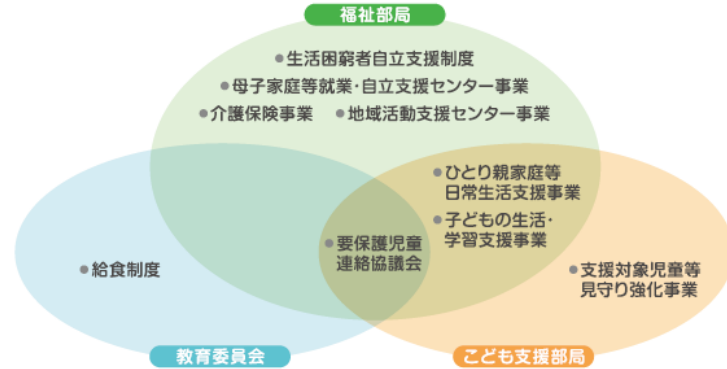 福祉部局
●生活困窮者自立支援制度
●母子家庭等就業・自立支援センター事業
●介護保険事業 ●地域活動支援センター事業
●ひとり親家庭等
日常生活支援事業
●子どもの生活・
学習支援事業
●要保護児童
連絡協議会
●給食制度
●支援対象児童等
見守り強化事業
教育委員会
こども支援部局